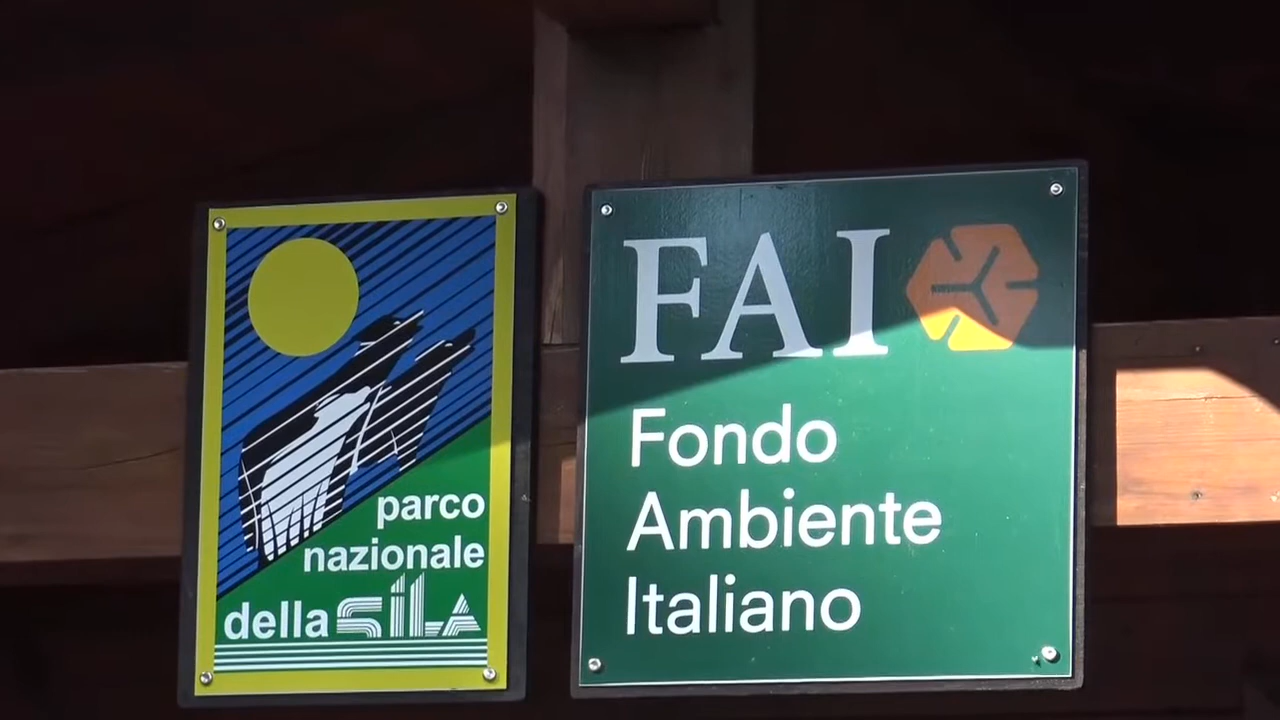 parco
nazionale
della SILA
FAI
Fondo
Ambiente
Italiano